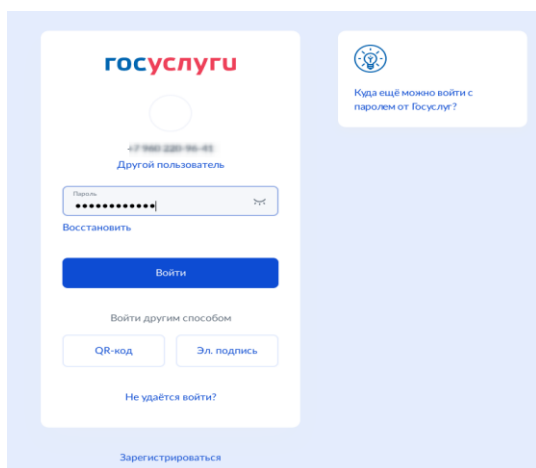 госуслуги
Другой пользователь
Пароль
Восстановить
Войти
Войти другим способом
QR-код
Эл. подпись
Не удаётся войти?
Зарегистрироваться
Куда ещё можно войти с
паролем от Госуслуг?